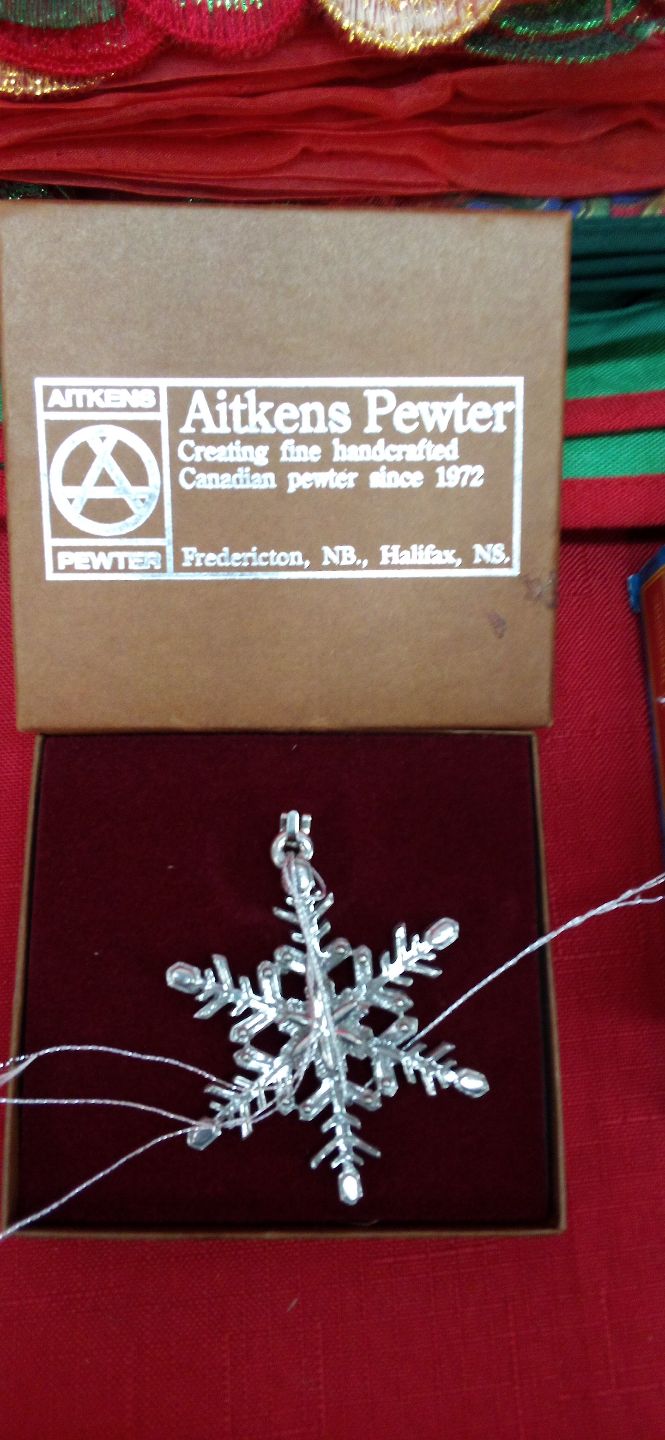 AITKENS
PEWTER
Aitkens Pewter
Creating fine handcrafted
Canadian pewter since 1972
Fredericton, NB., Halifax, NS.